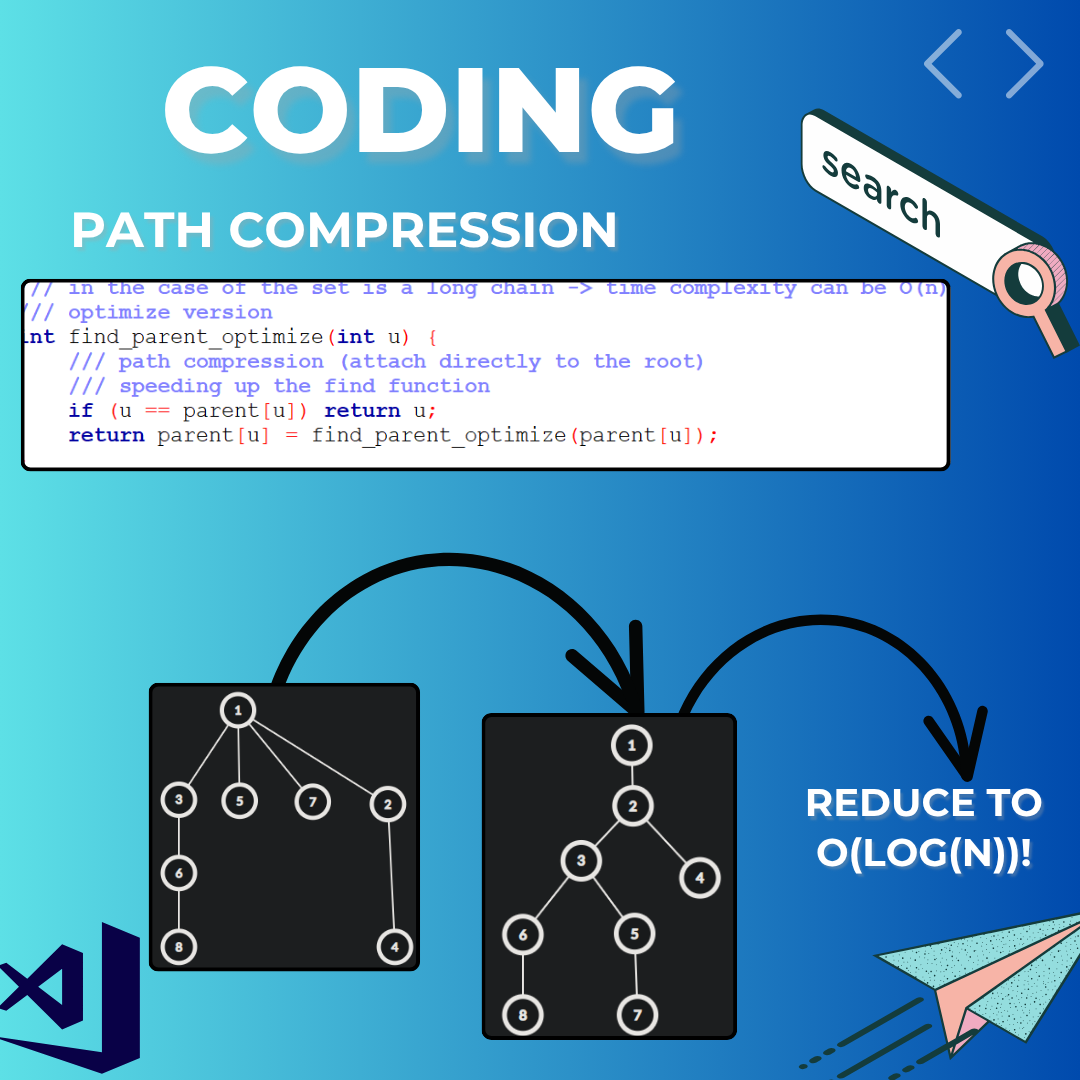 CODING
PATH COMPRESSION
search
/// in the case of the set is a long chain -> time complexity can be O(n)
/// optimize version
int find_parent_optimize(int u) {
/// path compression (attach directly to the root)
/// speeding up the find function
if (u == parent[u]) return u;
return parent[u] = find_parent_optimize(parent[u]);
1
3
5
7
2
6
8
4
1
2
3
4
6
5
8
7
REDUCE TO
O(LOG(N))!